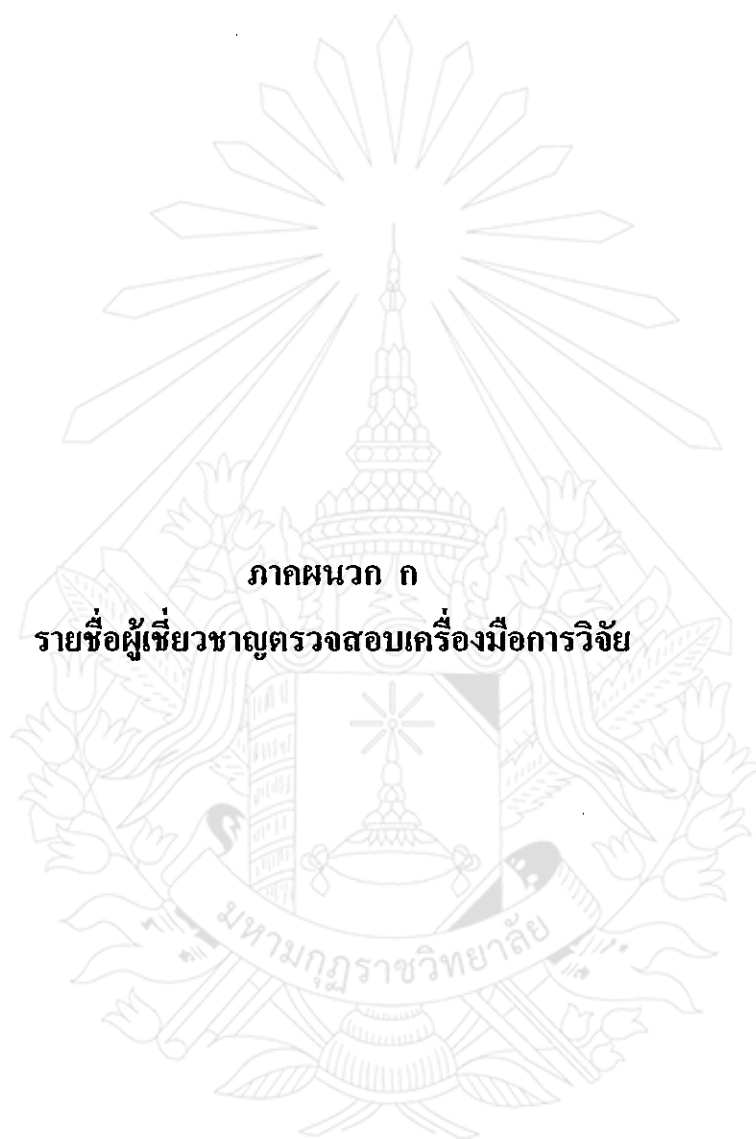 ภาคผนวก ค
รายชื่อผู้เชี่ยวชาญตรวจสอบเครื่องมือการวิจัย
มหามกุฏราชวิทยาลัย